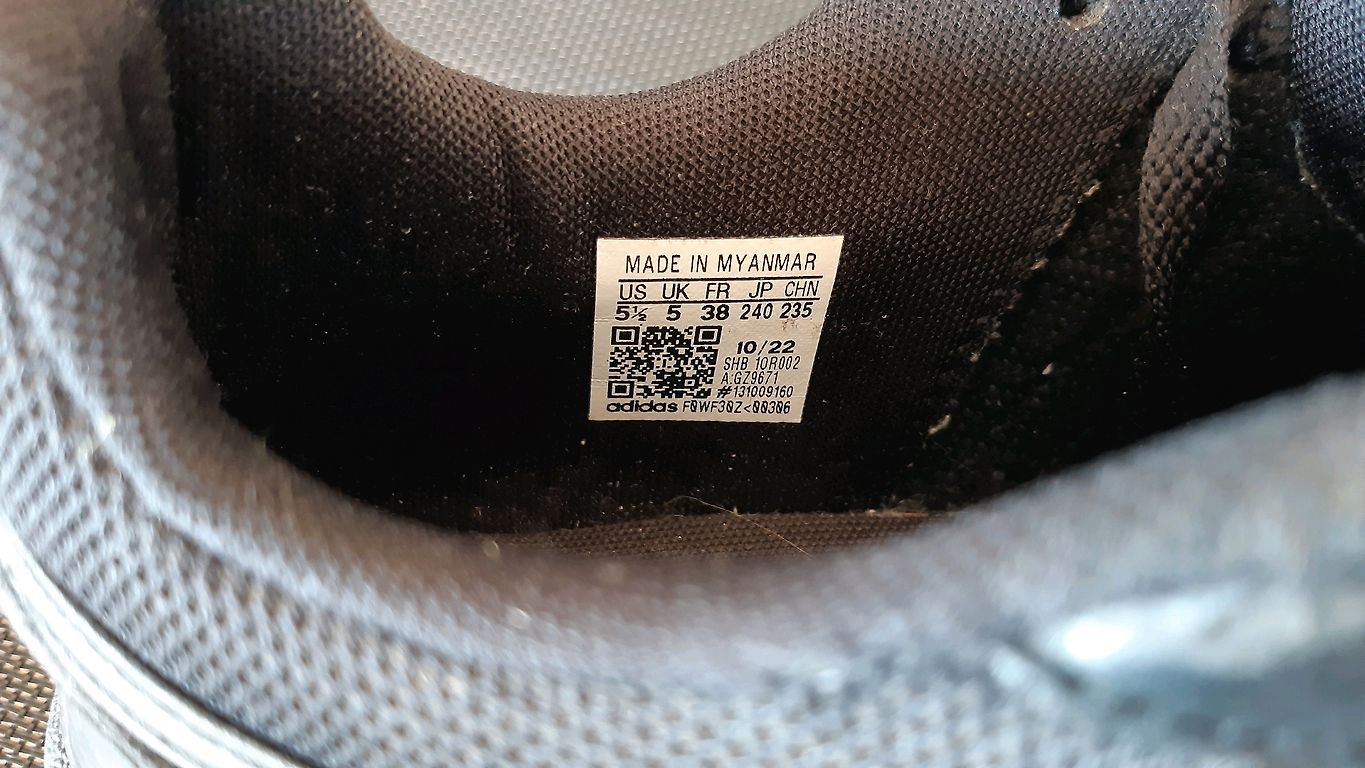 MADE IN MYANMAR
US UK FR JP CHN
5½ 5 38 240 235
10/22
SHB 10R002
A:GZ9671
#131009160
adidas F0WF30Z<00306